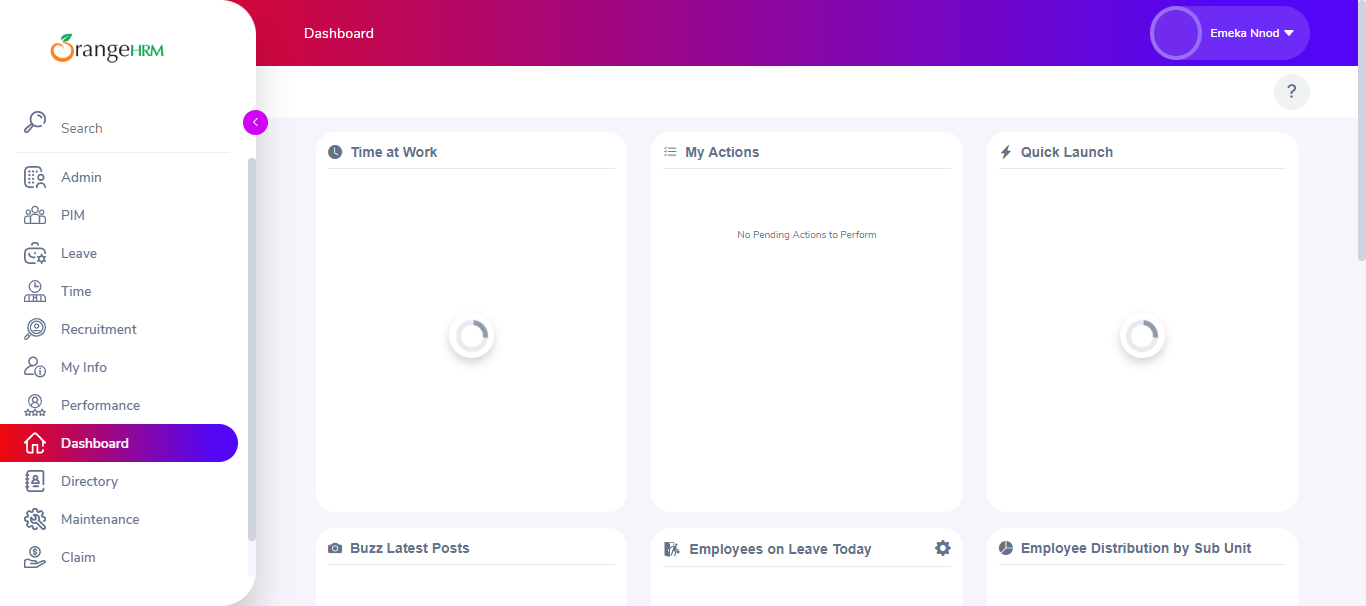 OrangeHRM
Search
Admin
PIM
Leave
Time
Recruitment
My Info
Performance
Dashboard
Directory
Maintenance
Claim
Dashboard
Emeka Nnod
?
Time at Work
My Actions
No Pending Actions to Perform
Quick Launch
Buzz Latest Posts
Employees on Leave Today
Employee Distribution by Sub Unit